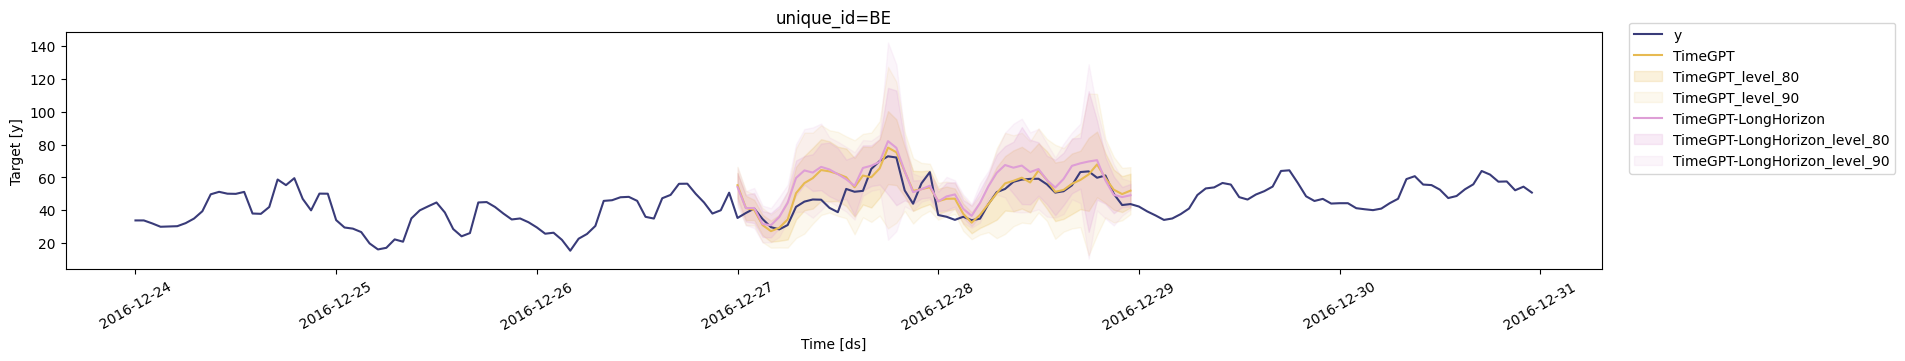 unique_id=BE
Target [y]
140
120
100
80
60
40
20
2016-12-24
2016-12-25
2016-12-26
2016-12-27
2016-12-28
2016-12-29
2016-12-30
2016-12-31
Time [ds]
y
TimeGPT
TimeGPT_level_80
TimeGPT_level_90
TimeGPT-LongHorizon
TimeGPT-LongHorizon_level_80
TimeGPT-LongHorizon_level_90